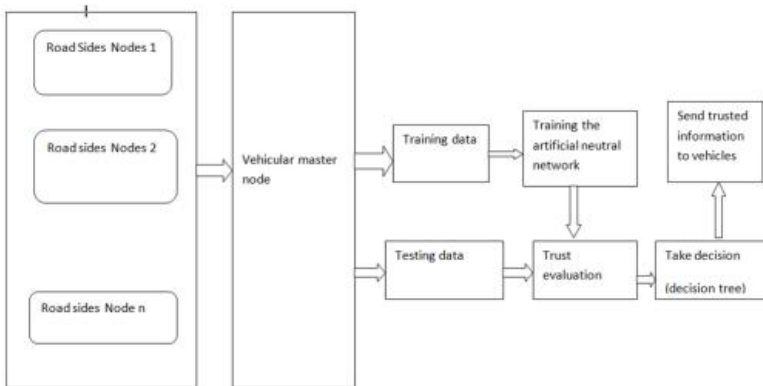 Road Sides Nodes 1
Road sides Nodes 2
Road sides Node n
Vehicular master
node
Training data
Training the
artificial neutral
network
Send trusted
information
to vehicles
Testing data
Trust
evaluation
Take decision
(decision tree)